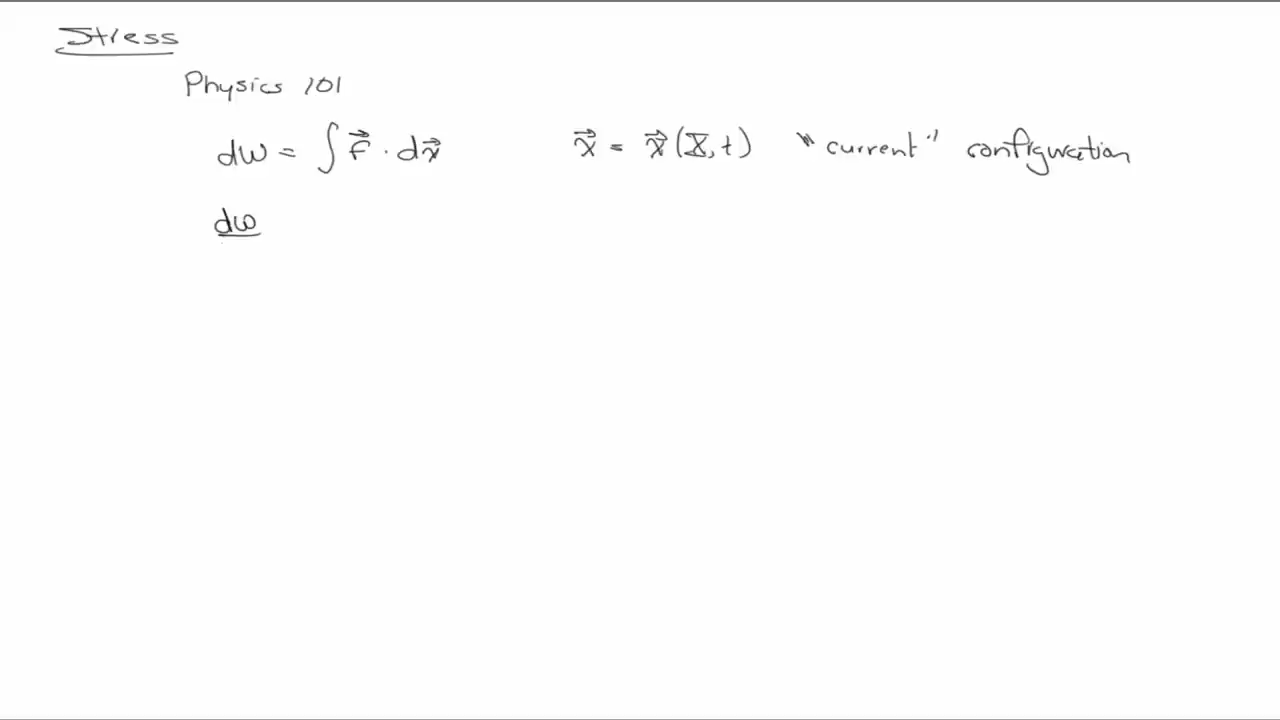 Stress
Physics 101
dw = ∫ f⃗ · dx⃗ x⃗ = x⃗(X, t) "current" configuration
dw